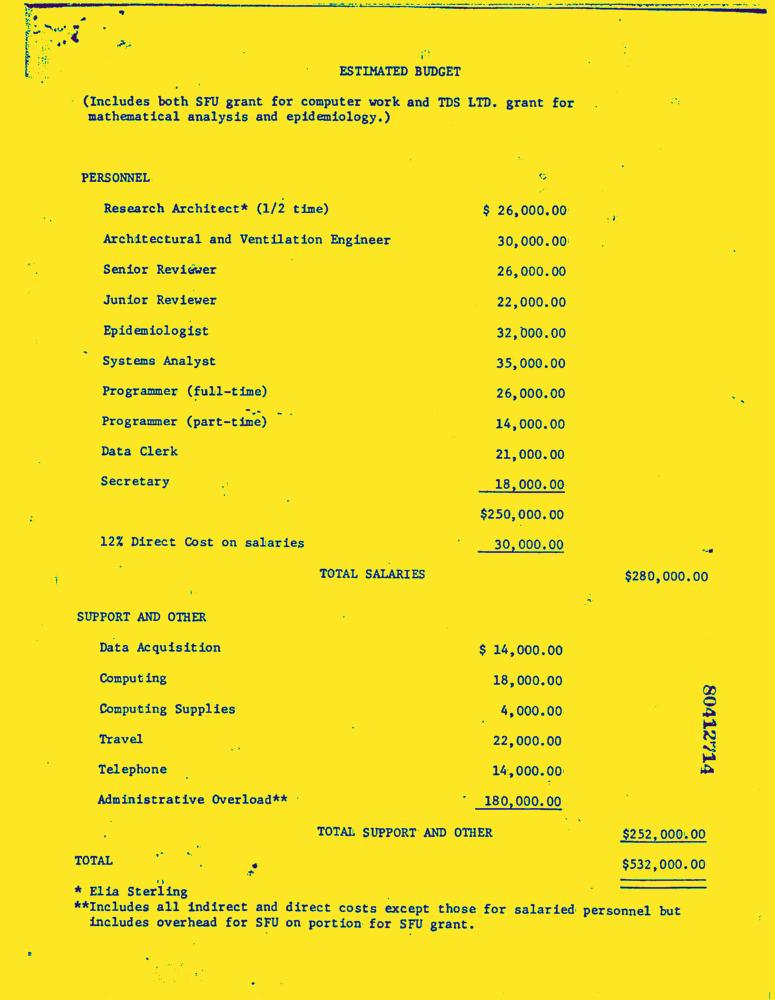 ESTIMATED BUDGET
(Includes both SFU grant for computer work and TDS LTD. grant for
mathematical analysis and epidemiology.)
PERSONNEL
Research Architect* (1/2 time) $ 26,000.00
Architectural and Ventilation Engineer 30,000.00
Senior Reviewer 26,000.00
Junior Reviewer 22,000.00
Epidemiologist 32,000.00
Systems Analyst 35,000.00
Programmer (full-time) 26,000.00
Programmer (part-time) 14,000.00
Data Clerk 21,000.00
Secretary 18,000.00
$250,000.00
12% Direct Cost on salaries 30,000.00
TOTAL SALARIES $280,000.00
SUPPORT AND OTHER
Data Acquisition $ 14,000.00
Computing 18,000.00
Computing Supplies 4,000.00
Travel 22,000.00
Telephone 14,000.00
Administrative Overload** 180,000.00
TOTAL SUPPORT AND OTHER $252,000.00
TOTAL $532,000.00
* Elia Sterling
**Includes all indirect and direct costs except those for salaried personnel but
includes overhead for SFU on portion for SFU grant.
80412714